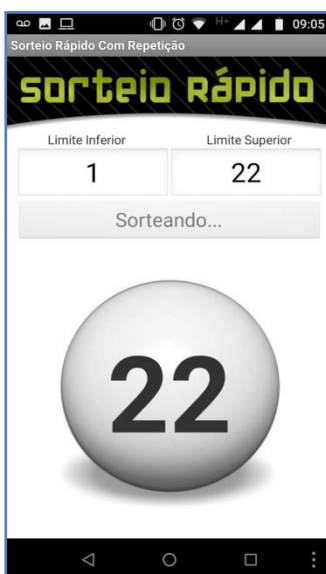 H+ 09:05
Sorteio Rápido Com Repetição
sorteio Rápido
Limite Inferior Limite Superior
1 22
Sorteando...
22